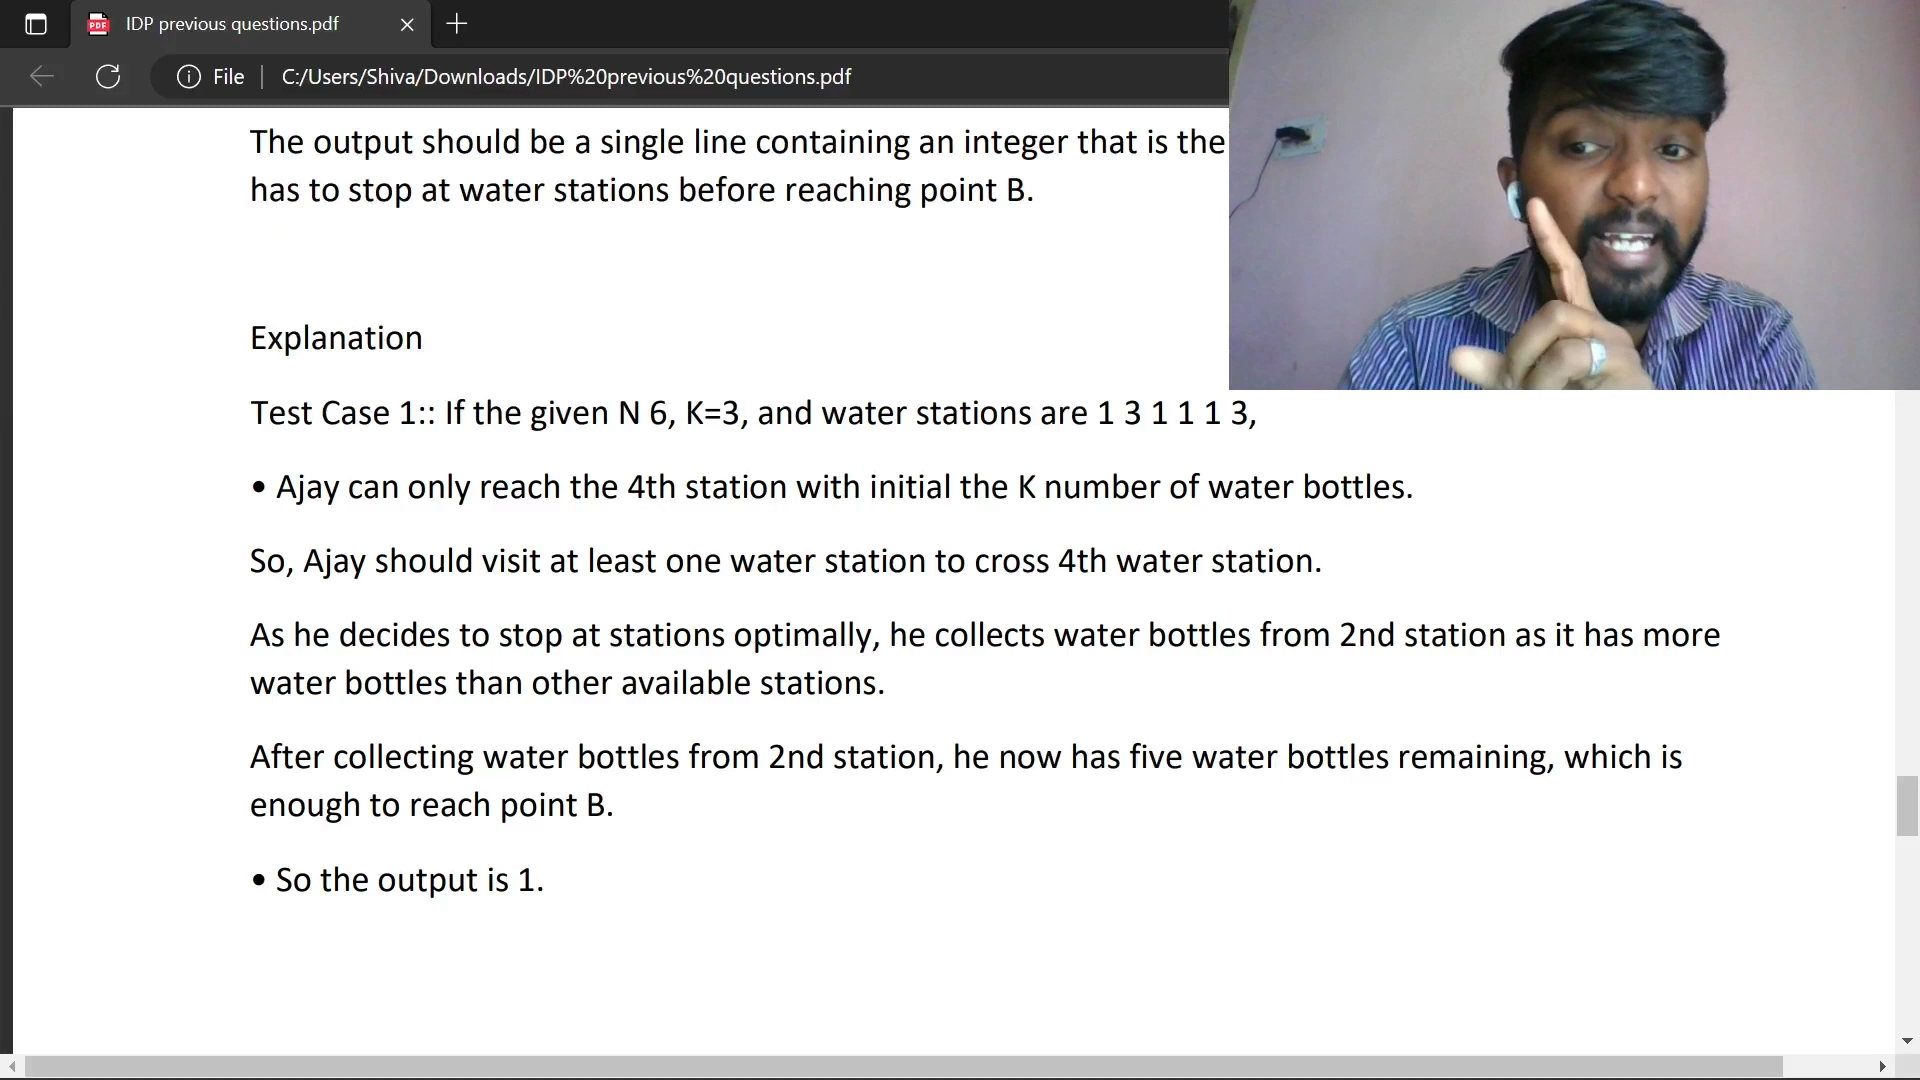 IDP previous questions.pdf
File
C:/Users/Shiva/Downloads/IDP%20previous%20questions.pdf
The output should be a single line containing an integer that is the
has to stop at water stations before reaching point B.
Explanation
Test Case 1:: If the given N 6, K=3, and water stations are 1 3 1 1 1 3,
• Ajay can only reach the 4th station with initial the K number of water bottles.
So, Ajay should visit at least one water station to cross 4th water station.
As he decides to stop at stations optimally, he collects water bottles from 2nd station as it has more
water bottles than other available stations.
After collecting water bottles from 2nd station, he now has five water bottles remaining, which is
enough to reach point B.
• So the output is 1.